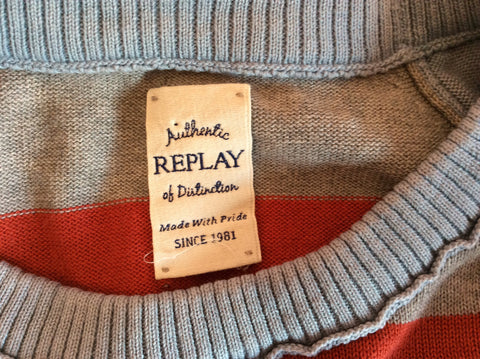 Authentic
REPLAY
of Distinction
Made With Pride
SINCE 1981